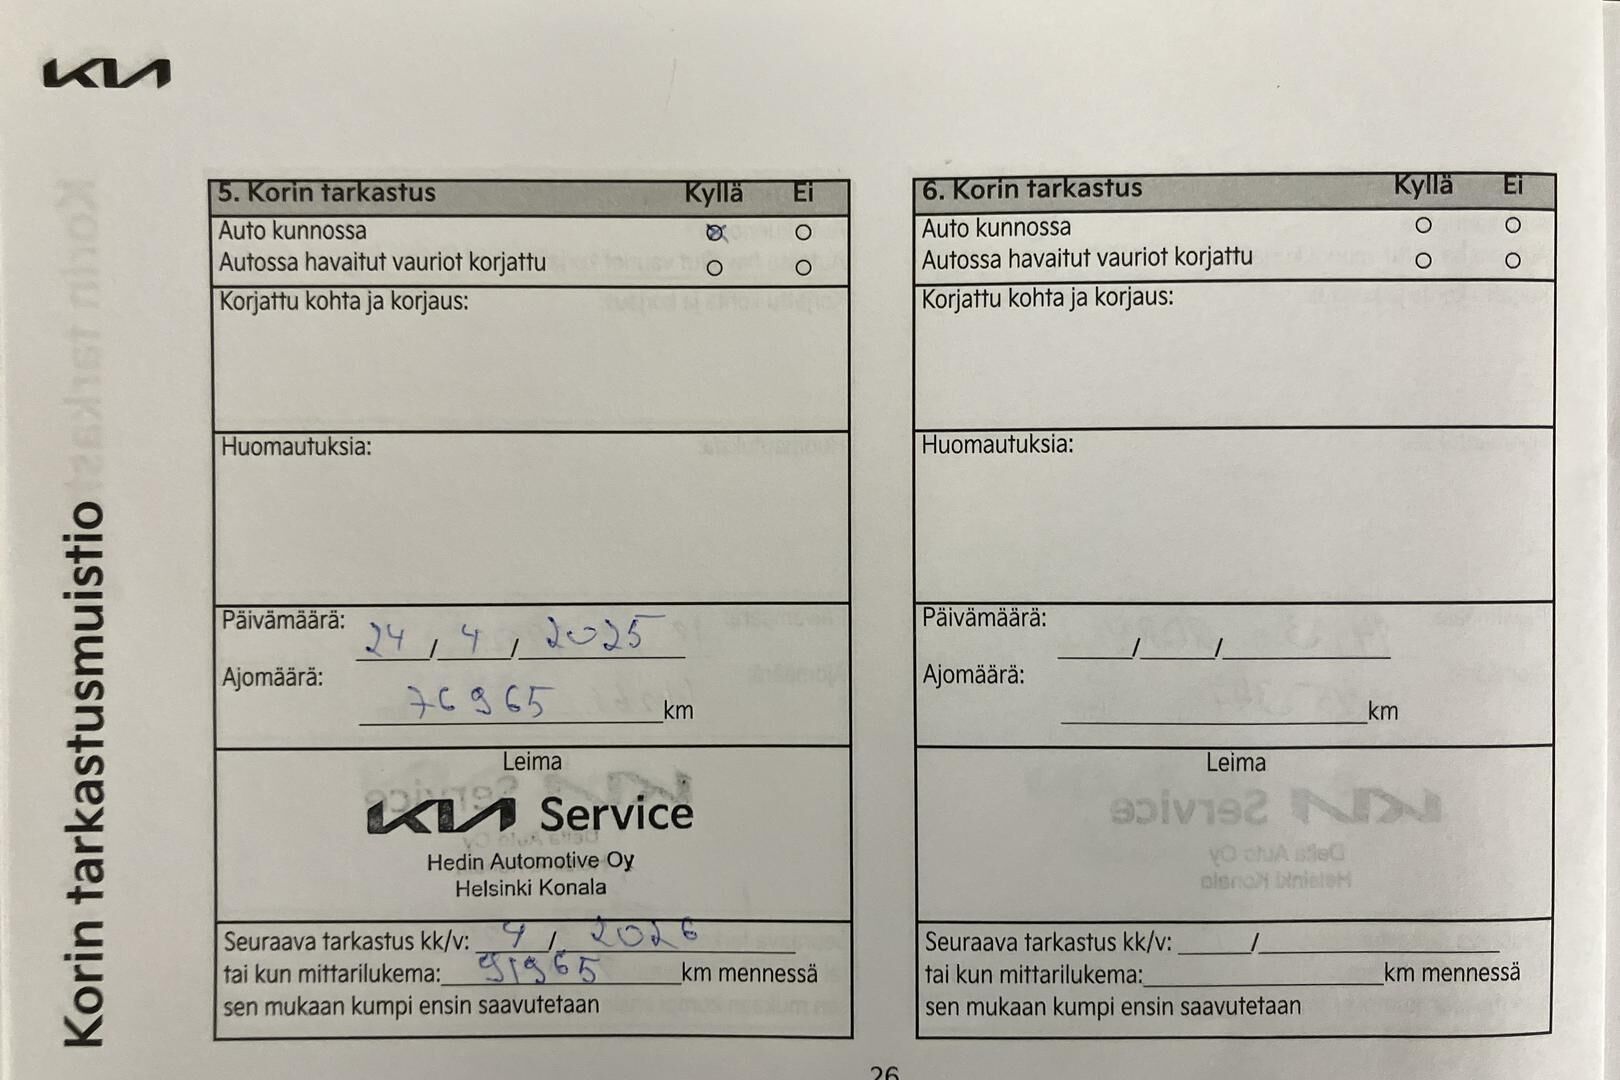 KIA
Korin tarkastusmuistio
5. Korin tarkastus Kyllä Ei
Auto kunnossa
Autossa havaitut vauriot korjattu
Korjattu kohta ja korjaus:
Huomautuksia:
Päivämäärä: 24 / 4 / 2025
Ajomäärä: 76965 km
Leima
KIA Service
Hedin Automotive Oy
Helsinki Konala
Seuraava tarkastus kk/v: 4 / 2026
tai kun mittarilukema: 91965 km mennessä
sen mukaan kumpi ensin saavutetaan
6. Korin tarkastus Kyllä Ei
Auto kunnossa
Autossa havaitut vauriot korjattu
Korjattu kohta ja korjaus:
Huomautuksia:
Päivämäärä: / /
Ajomäärä: km
Leima
Seuraava tarkastus kk/v: /
tai kun mittarilukema: km mennessä
sen mukaan kumpi ensin saavutetaan
26